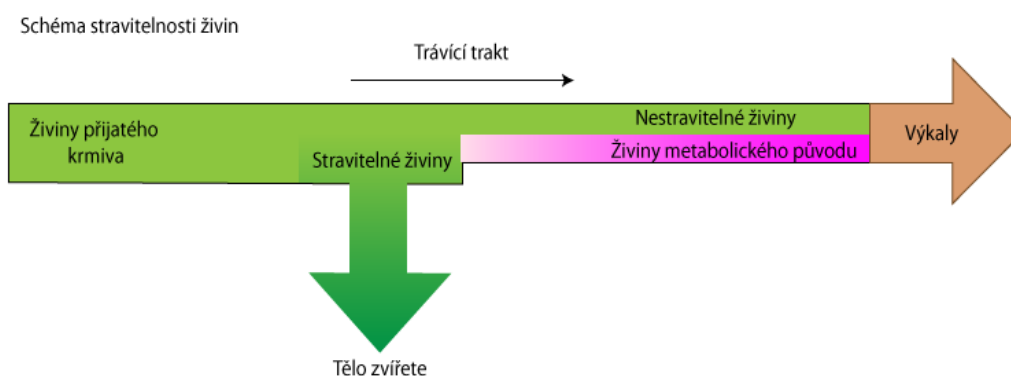 Schéma stravitelnosti živin
Trávící trakt
Živiny přijatého
krmiva
Stravitelné živiny
Nestravitelné živiny
Živiny metabolického původu
Výkaly
Tělo zvířete